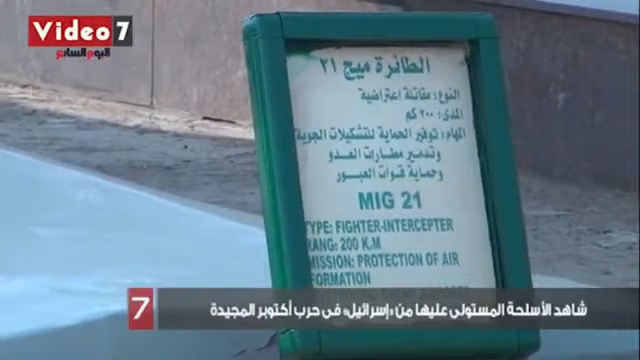 Video 7
اليوم السابع
الطائرة ميج ٢١
النوع: مقاتلة اعتراضية
المدى: ٢٠٠ كم
المهام: توفير الحماية للتشكيلات الجوية
وتدمير مطارات العدو
وحماية قوات العبور
MIG 21
TYPE: FIGHTER-INTERCEPTER
RANG: 200 K.M
MISSION: PROTECTION OF AIR
FORMATION
7 شاهد الأسلحة المستولى عليها من «إسرائيل» فى حرب أكتوبر المجيدة